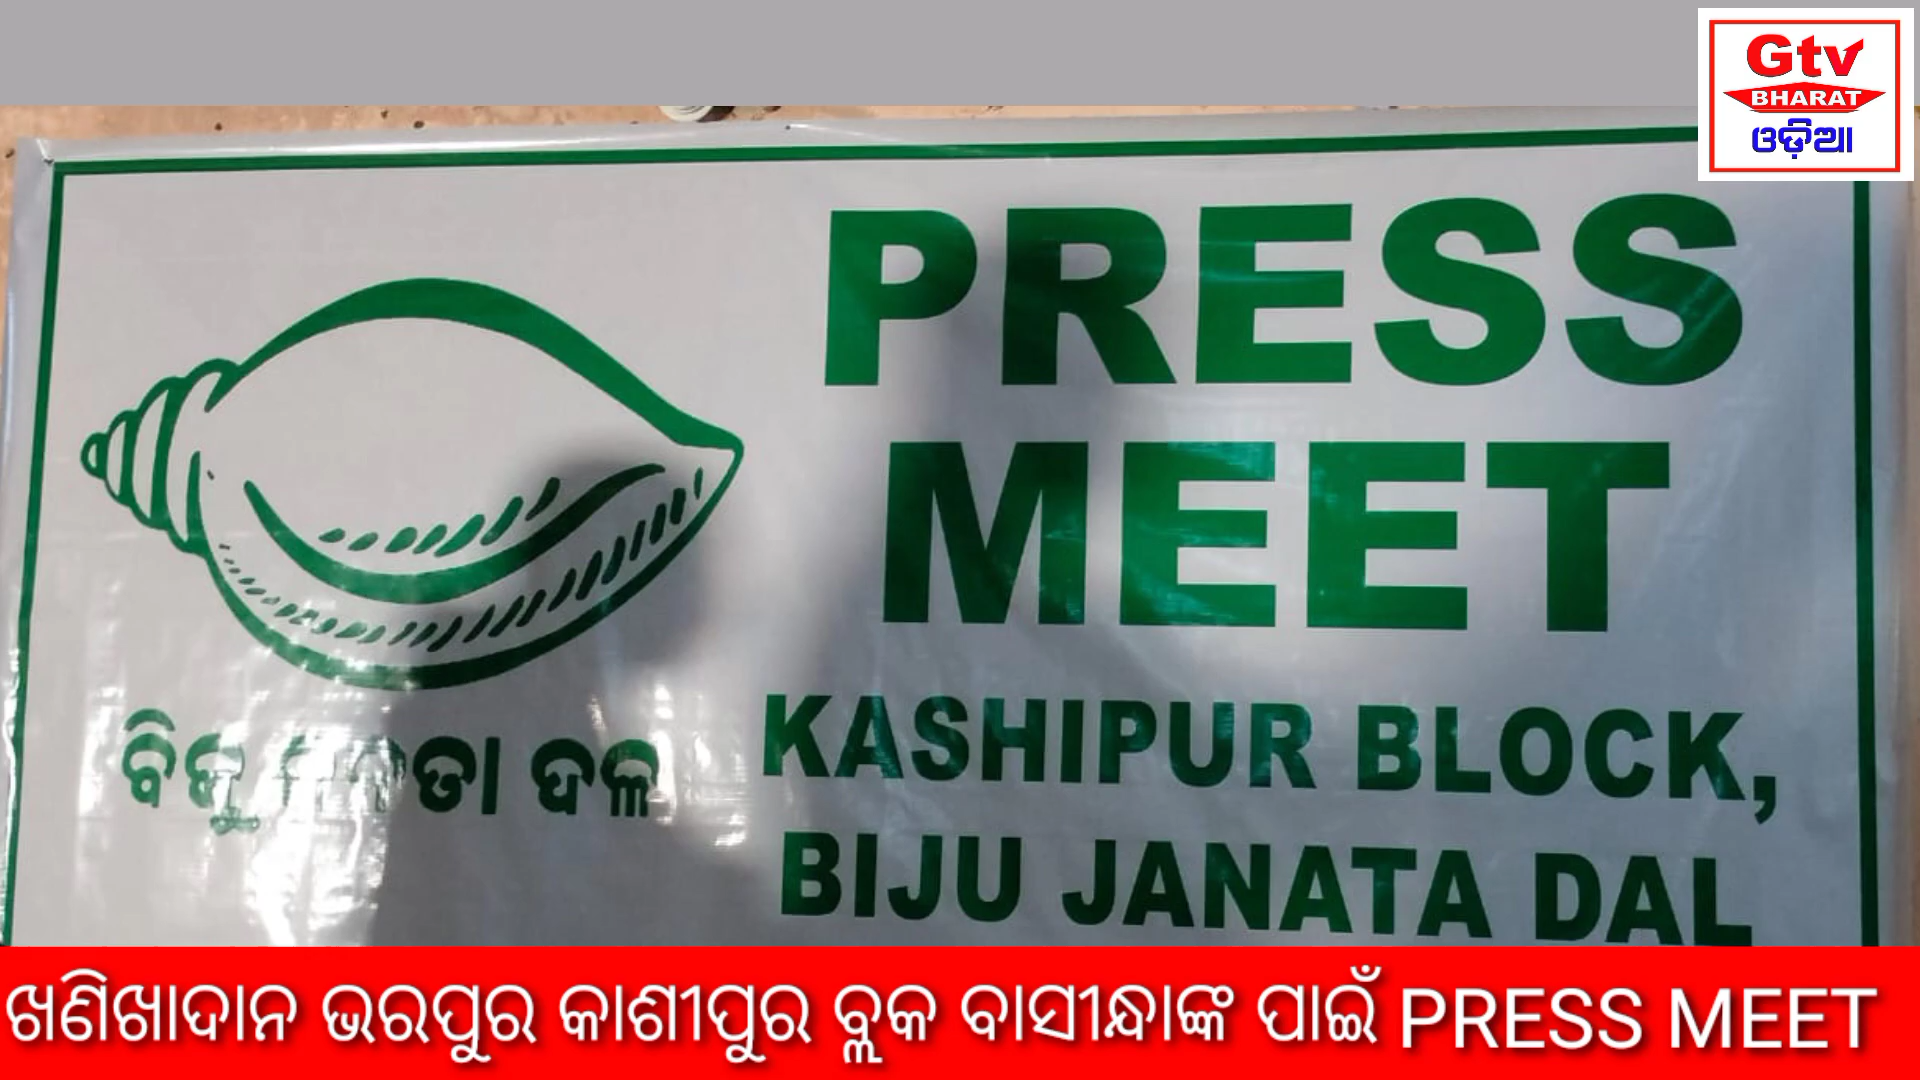 Gtv
BHARAT
ଓଡ଼ିଆ
PRESS
MEET
KASHIPUR BLOCK,
BIJU JANATA DAL
ବିଜୁ ଜନତା ଦଳ
ଖଣିଖାଦାନ ଭରପୁର କାଶୀପୁର ବ୍ଲକ ବାସୀନ୍ଧାଙ୍କ ପାଇଁ PRESS MEET